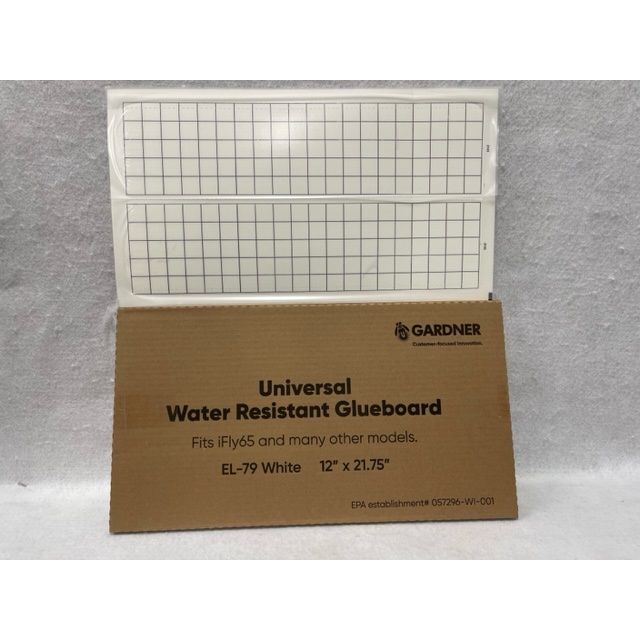 GARDNER
Customer-focused Innovation.
Universal
Water Resistant Glueboard
Fits iFly65 and many other models.
EL-79 White 12” x 21.75”
EPA establishment# 057296-WI-001